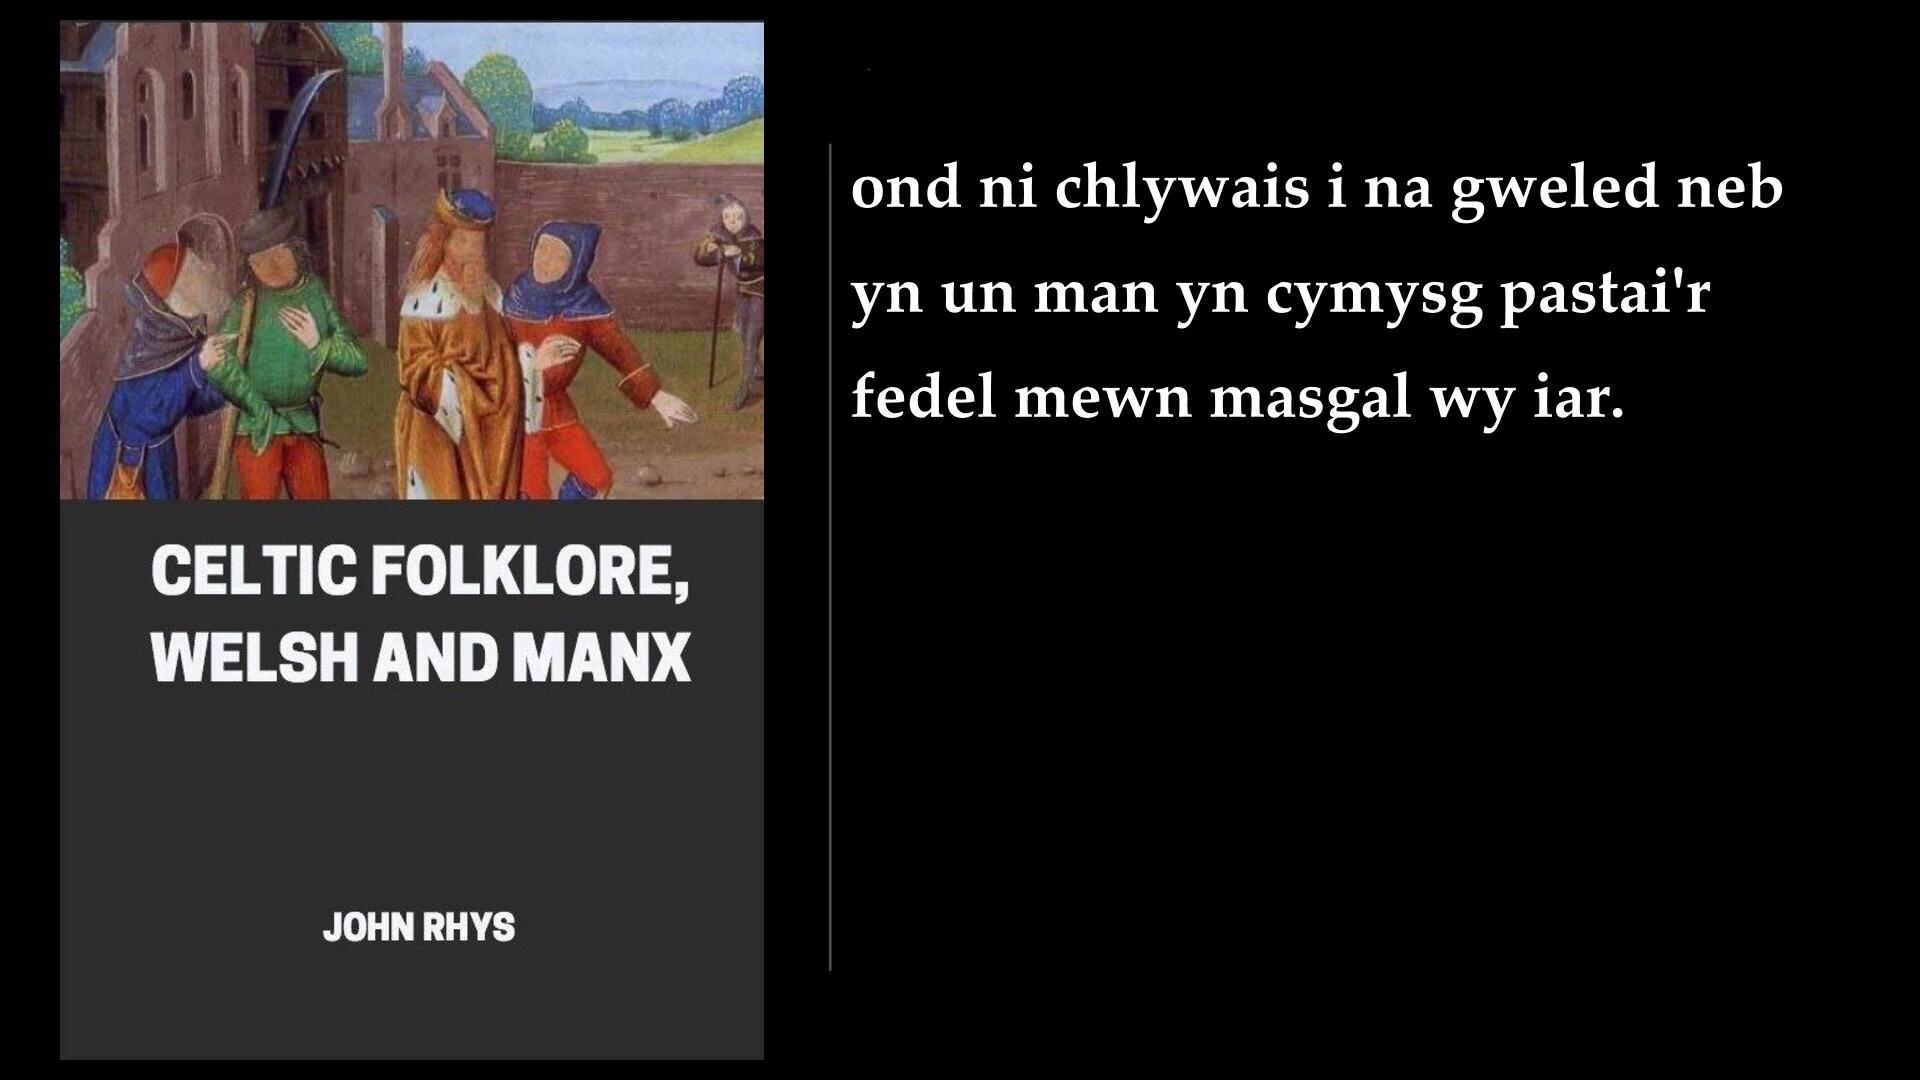 ond ni chlywais i na gweled neb
yn un man yn cymysg pastai'r
fedel mewn masgal wy iar.
CELTIC FOLKLORE,
WELSH AND MANX
JOHN RHYS